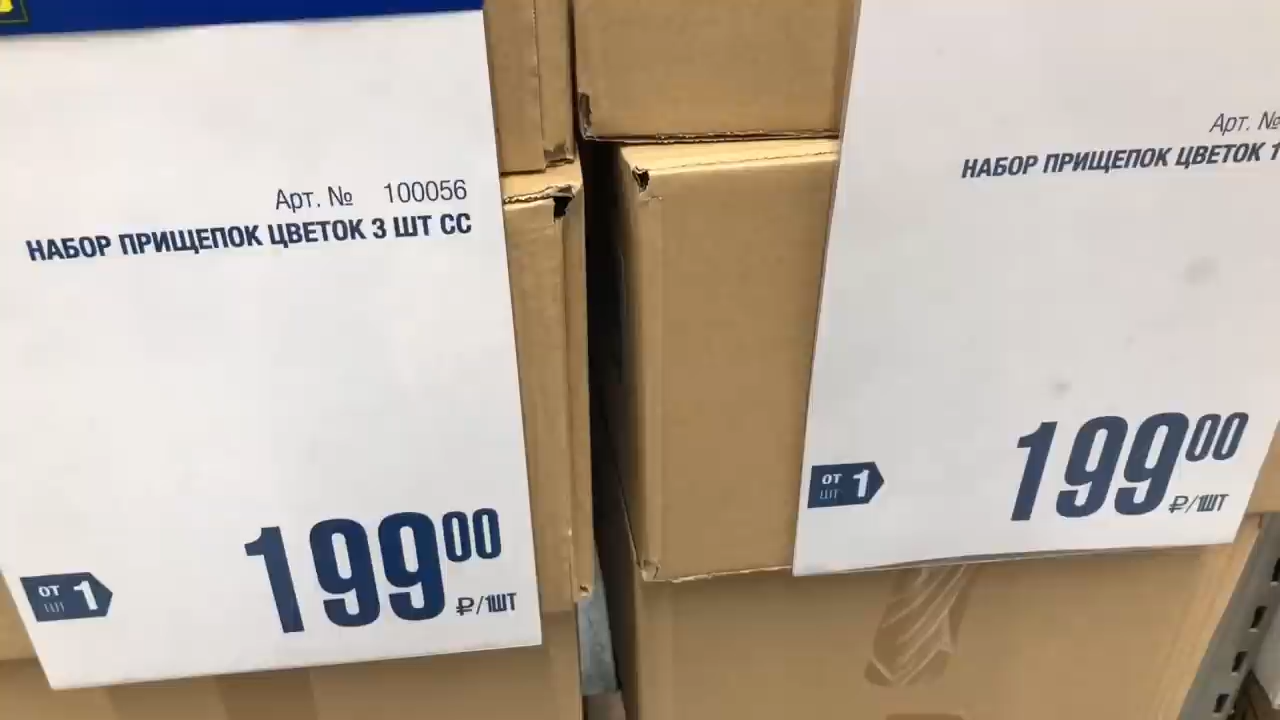 Арт. № 100056
НАБОР ПРИЩЕПОК ЦВЕТОК 3 ШТ СС
от
шт
1
199 00
₽/1ШТ
Арт. №
НАБОР ПРИЩЕПОК ЦВЕТОК 1
от
шт
1
199 00
₽/1ШТ